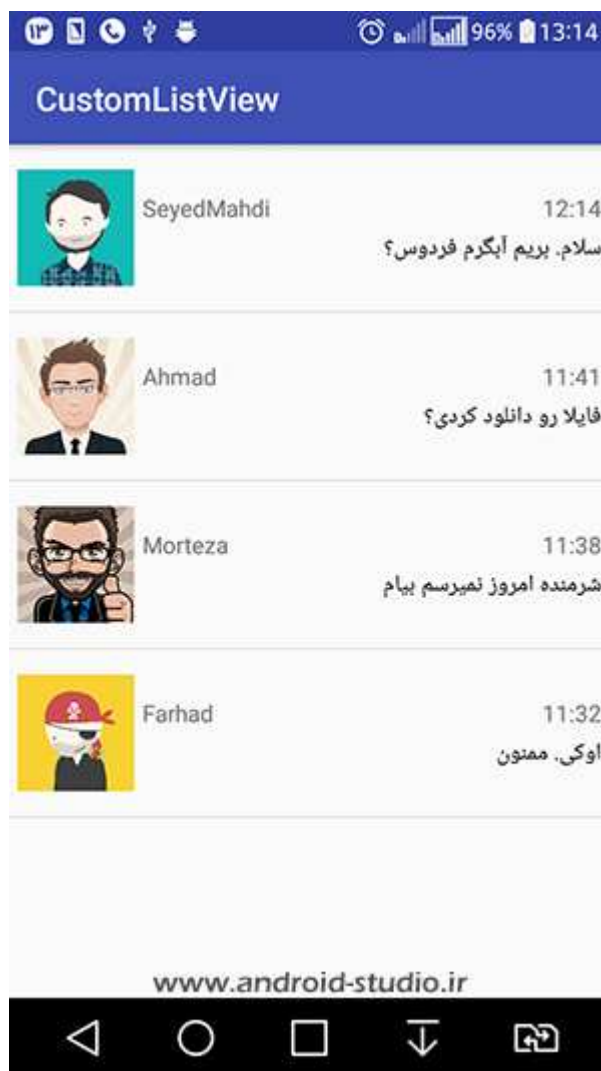 ۱۳
96%
13:14
CustomListView
SeyedMahdi
12:14
سلام. بریم آبگرم فردوس؟
Ahmad
11:41
فایلا رو دانلود کردی؟
Morteza
11:38
شرمنده امروز نمیرسم بیام
Farhad
11:32
اوکی. ممنون
www.android-studio.ir